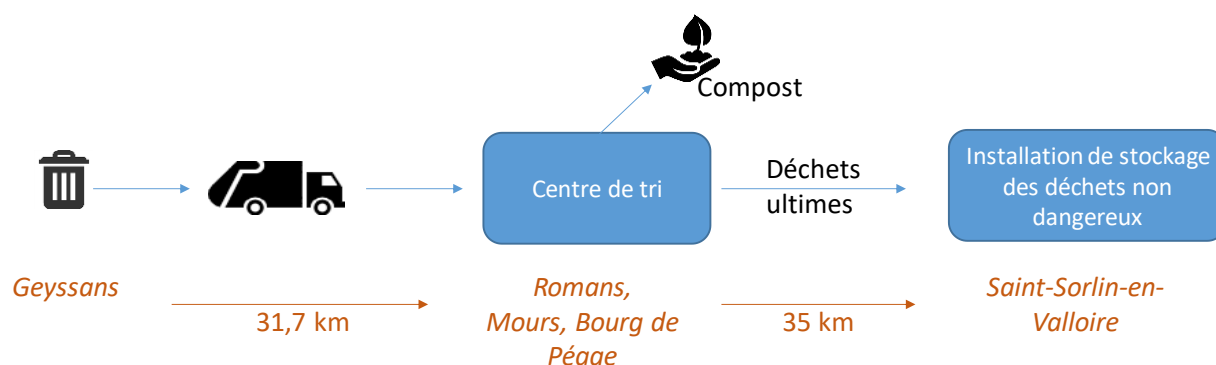 Compost
Centre de tri
Déchets
ultimes
Installation de stockage
des déchets non
dangereux
Geyssans
31,7 km
Romans,
Mours, Bourg de
Péage
35 km
Saint-Sorlin-en-
Valloire